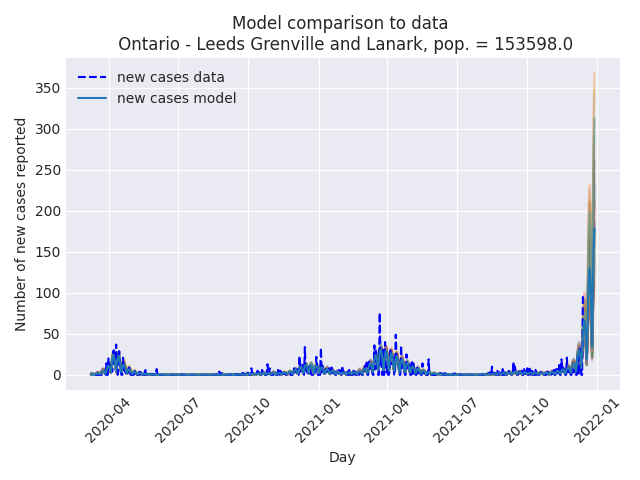 Model comparison to data
Ontario - Leeds Grenville and Lanark, pop. = 153598.0
new cases data
new cases model
Number of new cases reported
350
300
250
200
150
100
50
0
2020-04
2020-07
2020-10
2021-01
2021-04
2021-07
2021-10
2022-01
Day